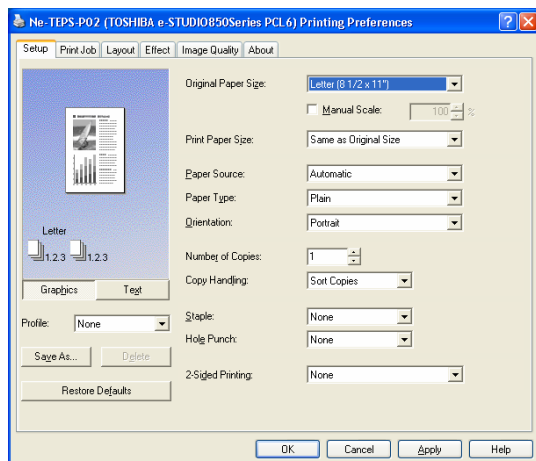 Ne-TEPS-PO2 (TOSHIBA e-STUDIO850Series PCL6) Printing Preferences
Setup Print Job Layout Effect Image Quality About
Original Paper Size: Letter (8 1/2 x 11")
Manual Scale: 100 %
Print Paper Size: Same as Original Size
Paper Source: Automatic
Paper Type: Plain
Orientation: Portrait
Letter
1.2.3 1.2.3
Number of Copies: 1
Copy Handling: Sort Copies
Graphics Text
Profile: None
Staple: None
Hole Punch: None
Save As... Delete
2-Sided Printing: None
Restore Defaults
OK Cancel Apply Help